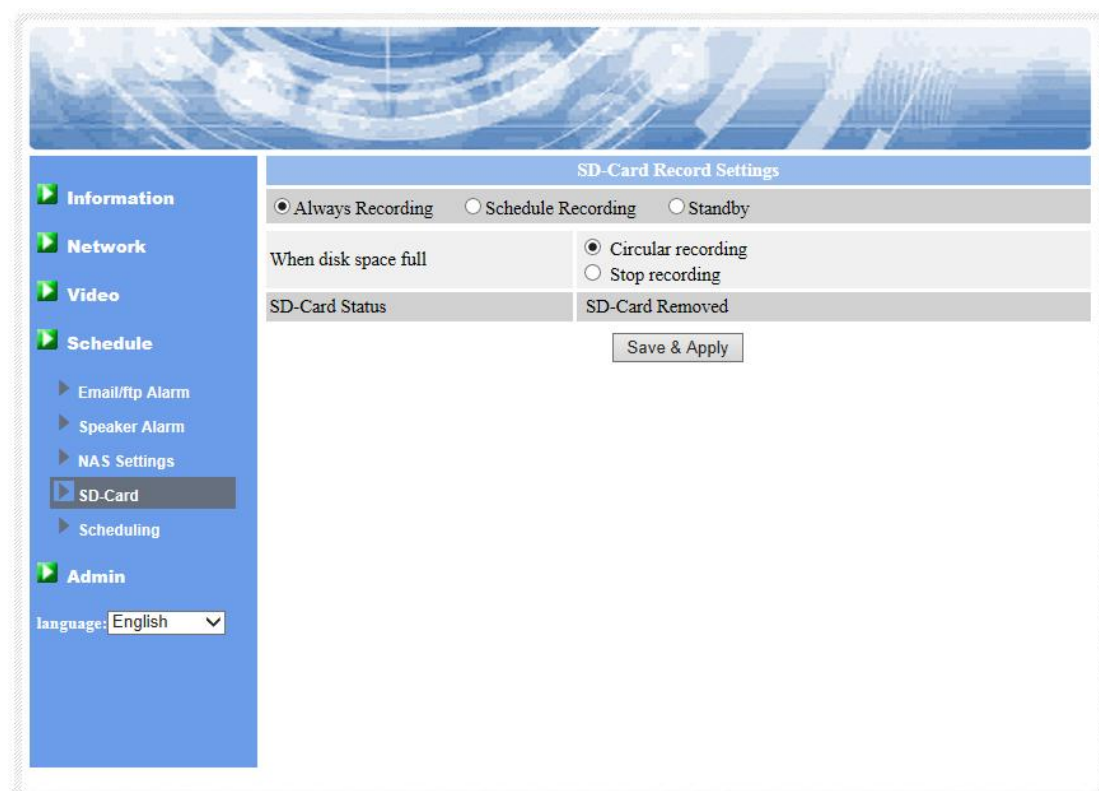 SD-Card Record Settings
Information
Network
Video
Schedule
Email/ftp Alarm
Speaker Alarm
NAS Settings
SD-Card
Scheduling
Admin
language: English
Always Recording Schedule Recording Standby
When disk space full
Circular recording
Stop recording
SD-Card Status SD-Card Removed
Save & Apply